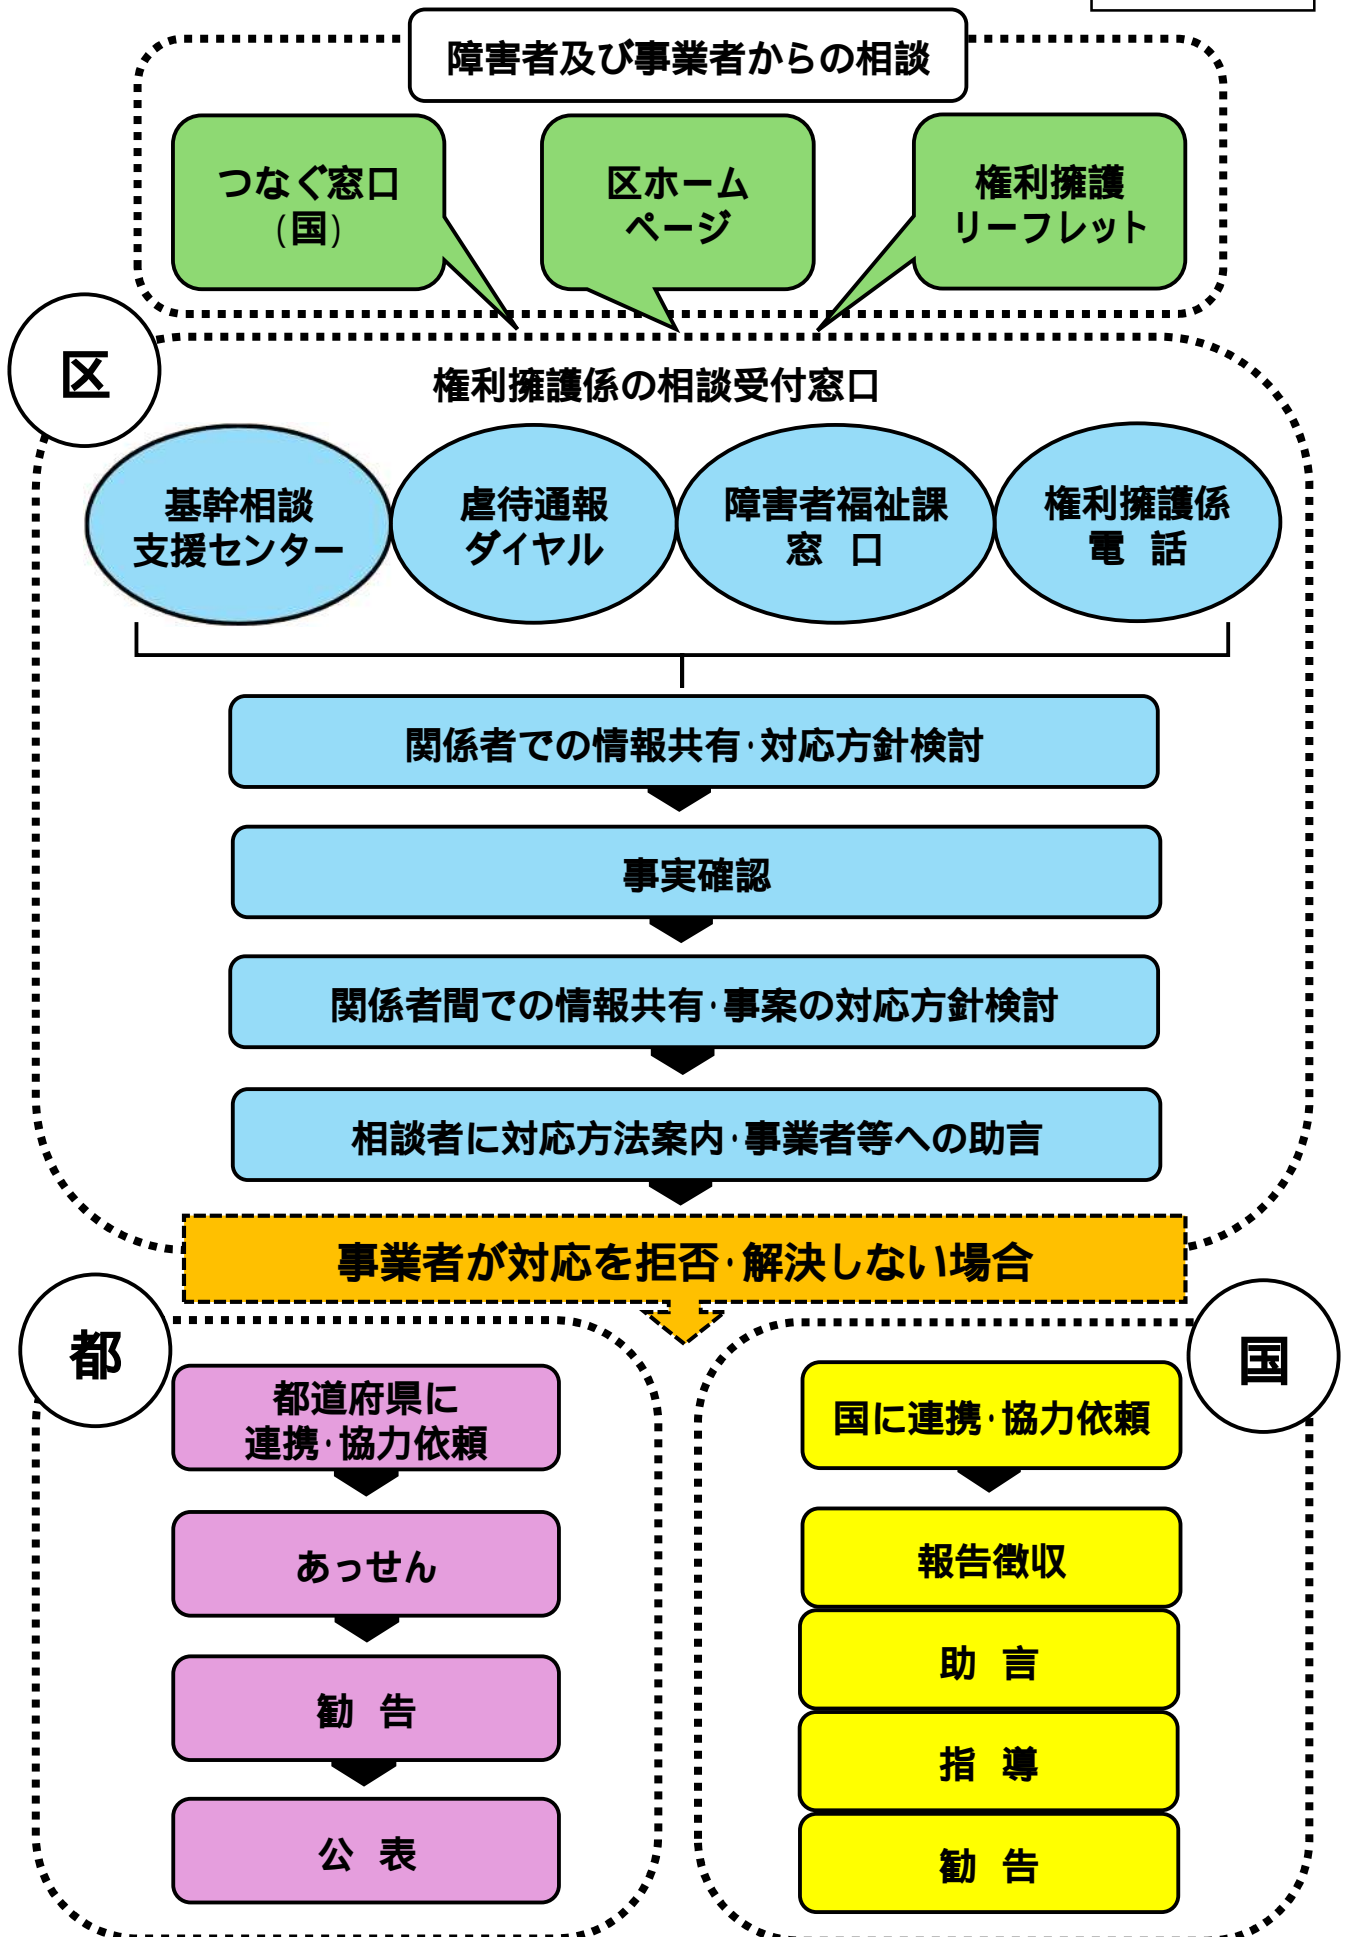 障害者及び事業者からの相談
つなぐ窓口
(国)
区ホーム
ページ
権利擁護
リーフレット
区
権利擁護係の相談受付窓口
基幹相談
支援センター
虐待通報
ダイヤル
障害者福祉課
窓 口
権利擁護係
電 話
関係者での情報共有・対応方針検討
事実確認
関係者間での情報共有・事案の対応方針検討
相談者に対応方法案内・事業者等への助言
事業者が対応を拒否・解決しない場合
都
都道府県に
連携・協力依頼
あっせん
勧 告
公 表
国
国に連携・協力依頼
報告徴収
助 言
指 導
勧 告